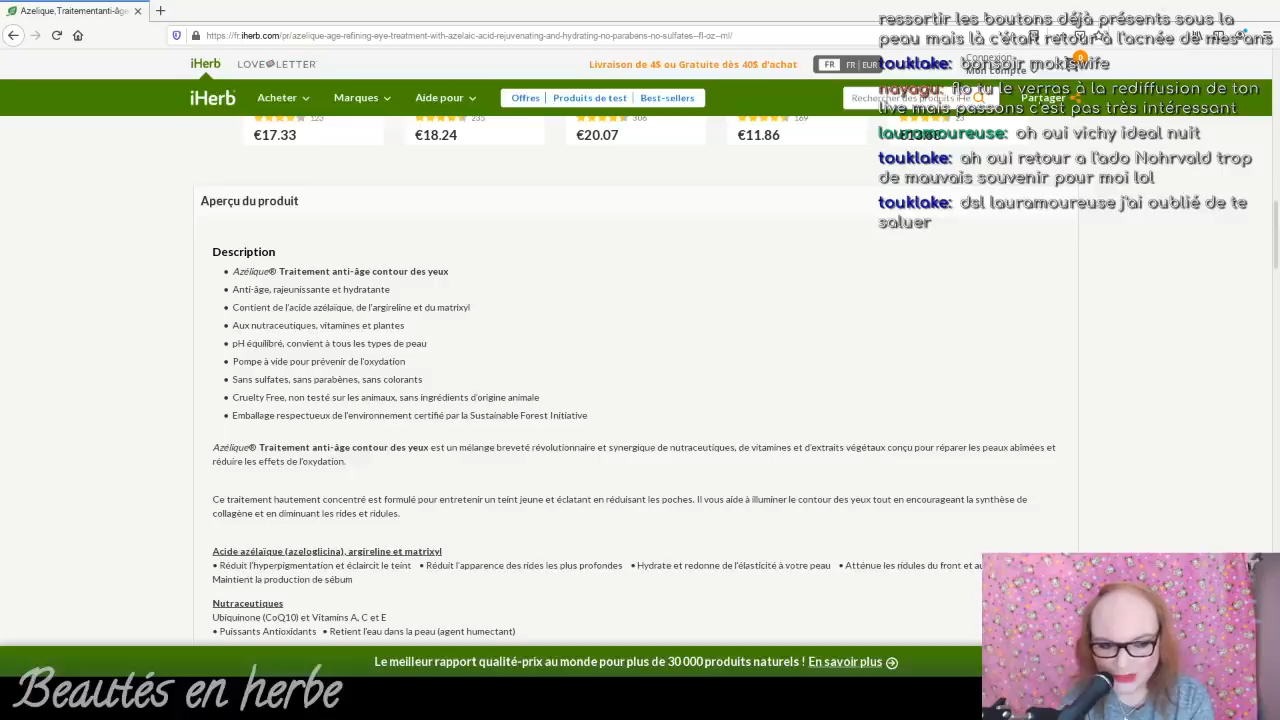 Azelique,Traitementanti-âge
https://fr.iherb.com/pr/azelique-age-refining-eye-treatment-with-azelaic-acid-rejuvenating-and-hydrating-no-parabens-no-sulfates--fl-oz--ml/
iHerb LOVE LETTER
Livraison de 4$ ou Gratuite dès 40$ d'achat
FR FR | EUR
Connexion
Mon compte
0
iHerb
Acheter Marques Aide pour
Offres Produits de test Best-sellers
Rechercher des produits iHe
Partager
123 235 306 169 23
€17.33 €18.24 €20.07 €11.86
Aperçu du produit
Description
• Azélique® Traitement anti-âge contour des yeux
• Anti-âge, rajeunissante et hydratante
• Contient de l'acide azélaïque, de l'argireline et du matrixyl
• Aux nutraceutiques, vitamines et plantes
• pH équilibré, convient à tous les types de peau
• Pompe à vide pour prévenir de l'oxydation
• Sans sulfates, sans parabènes, sans colorants
• Cruelty Free, non testé sur les animaux, sans ingrédients d'origine animale
• Emballage respectueux de l'environnement certifié par la Sustainable Forest Initiative
Azélique® Traitement anti-âge contour des yeux est un mélange breveté révolutionnaire et synergique de nutraceutiques, de vitamines et d'extraits végétaux conçu pour réparer les peaux abîmées et
réduire les effets de l'oxydation.
Ce traitement hautement concentré est formulé pour entretenir un teint jeune et éclatant en réduisant les poches. Il vous aide à illuminer le contour des yeux tout en encourageant la synthèse de
collagène et en diminuant les rides et ridules.
Acide azélaïque (azeloglicina), argireline et matrixyl
• Réduit l'hyperpigmentation et éclaircit le teint • Réduit l'apparence des rides les plus profondes • Hydrate et redonne de l'élasticité à votre peau • Atténue les ridules du front et au
Maintient la production de sébum
Nutraceutiques
Ubiquinone (CoQ10) et Vitamins A, C et E
• Puissants Antioxidants • Retient l'eau dans la peau (agent humectant)
Le meilleur rapport qualité-prix au monde pour plus de 30 000 produits naturels ! En savoir plus
Beautés en herbe
ressortir les boutons déjà présents sous la
peau mais là c'était retour à l'acnée de mes ans
touklake: bonsoir mokiswife
nayagu: flo tu le verras à la rediffusion de ton
live mais passons c'est pas très intéressant
lauramoureuse: oh oui vichy ideal nuit
touklake: ah oui retour a l'ado Nohrvald trop
de mauvais souvenir pour moi lol
touklake: dsl lauramoureuse j'ai oublié de te
saluer